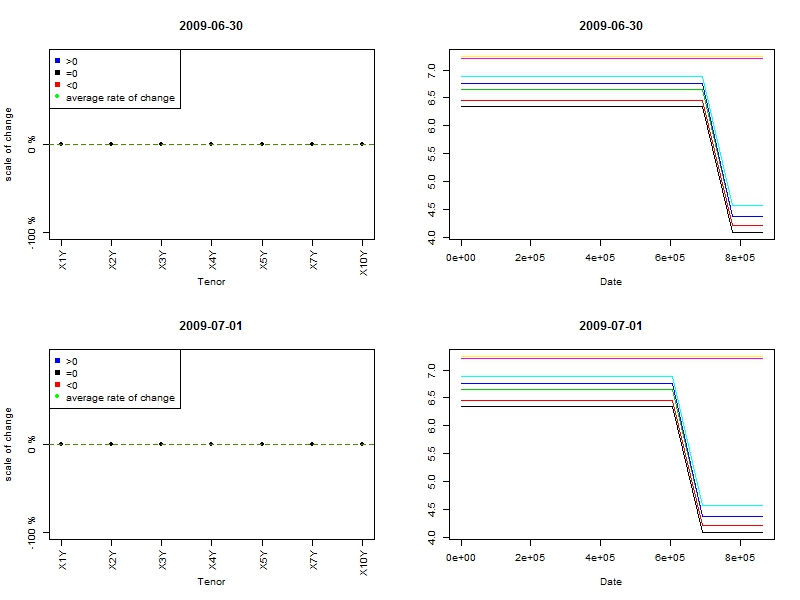 2009-06-30
>0
=0
<0
average rate of change
scale of change
0 %
-100 %
X1Y X2Y X3Y X4Y X5Y X7Y X10Y
Tenor
2009-06-30
7.0
6.5
6.0
5.5
5.0
4.5
4.0
0e+00 2e+05 4e+05 6e+05 8e+05
Date
2009-07-01
>0
=0
<0
average rate of change
scale of change
0 %
-100 %
X1Y X2Y X3Y X4Y X5Y X7Y X10Y
Tenor
2009-07-01
7.0
6.5
6.0
5.5
5.0
4.5
4.0
0e+00 2e+05 4e+05 6e+05 8e+05
Date